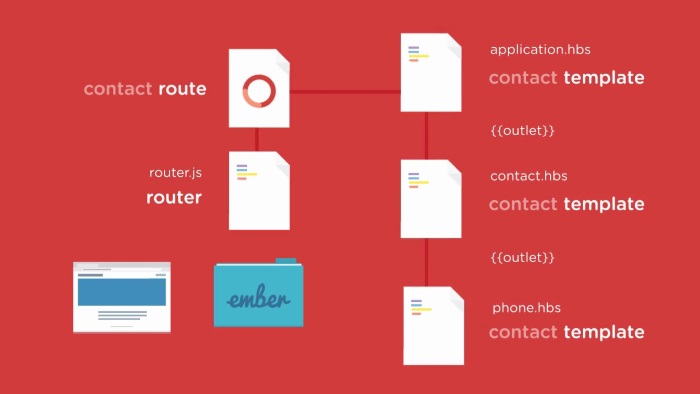 application.hbs
contact template
contact route
{{outlet}}
router.js
router
contact.hbs
contact template
{{outlet}}
ember
phone.hbs
contact template